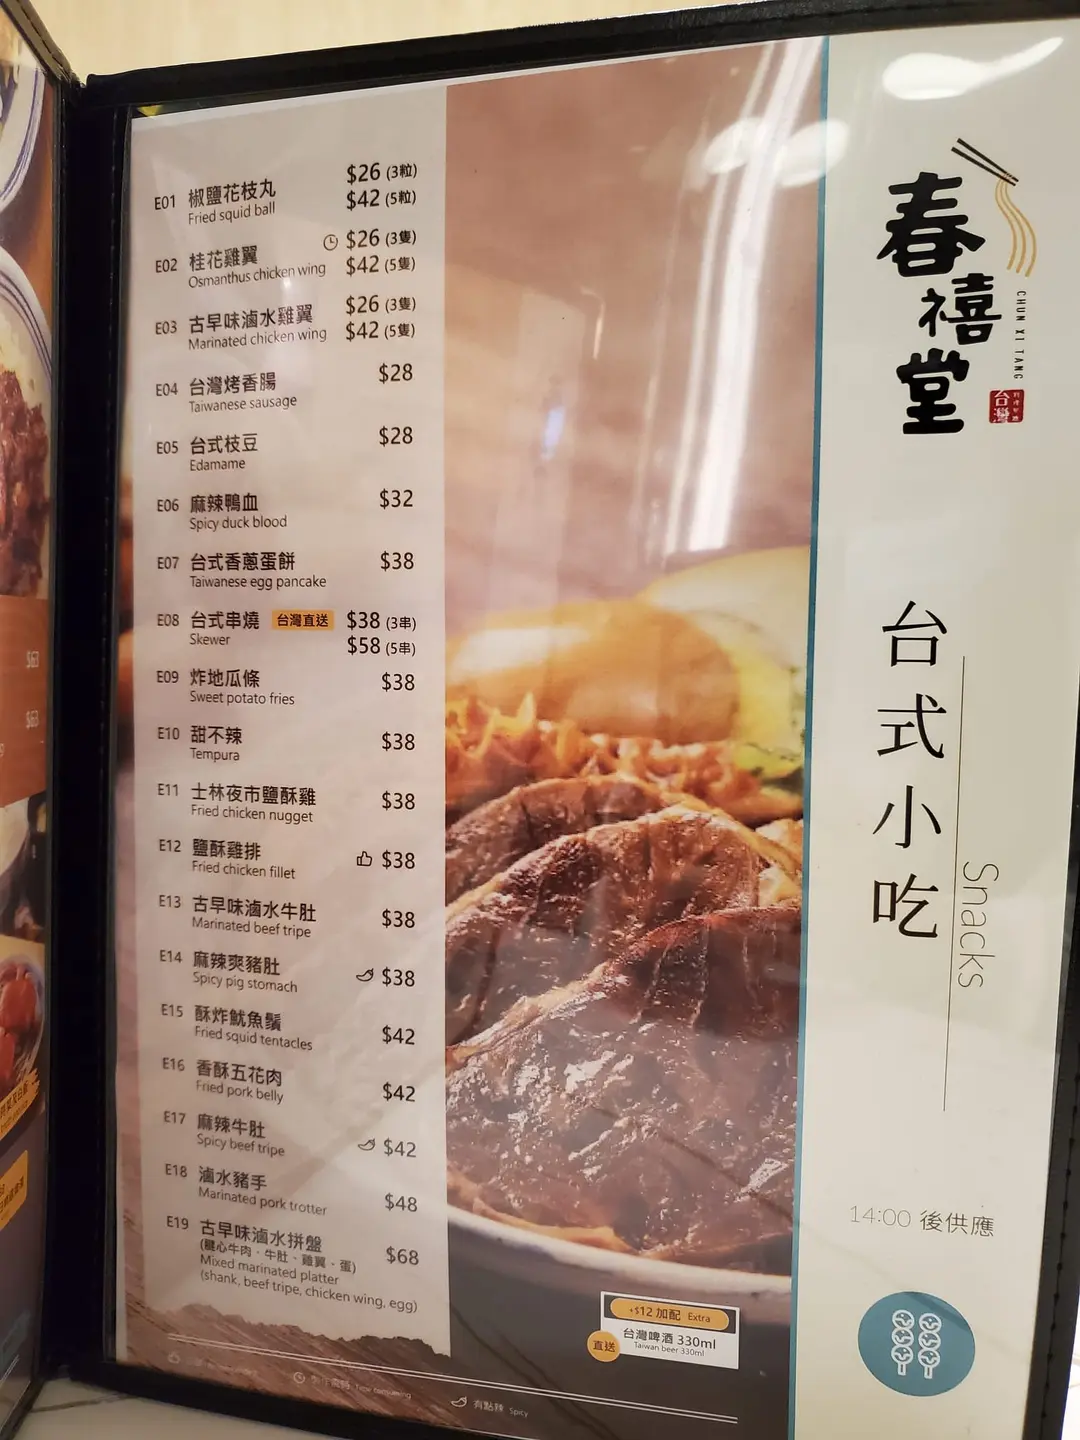 E01 椒鹽花枝丸 $26 (3粒)
Fried squid ball $42 (5粒)
E02 桂花雞翼 $26 (3隻)
Osmanthus chicken wing $42 (5隻)
E03 古早味滷水雞翼 $26 (3隻)
Marinated chicken wing $42 (5隻)
E04 台灣烤香腸 $28
Taiwanese sausage
E05 台式枝豆 $28
Edamame
E06 麻辣鴨血 $32
Spicy duck blood
E07 台式香蔥蛋餅 $38
Taiwanese egg pancake
E08 台式串燒 台灣直送 $38 (3串)
Skewer $58 (5串)
E09 炸地瓜條 $38
Sweet potato fries
E10 甜不辣 $38
Tempura
E11 士林夜市鹽酥雞 $38
Fried chicken nugget
E12 鹽酥雞排 $38
Fried chicken fillet
E13 古早味滷水牛肚 $38
Marinated beef tripe
E14 麻辣爽豬肚 $38
Spicy pig stomach
E15 酥炸魷魚鬚 $42
Fried squid tentacles
E16 香酥五花肉 $42
Fried pork belly
E17 麻辣牛肚 $42
Spicy beef tripe
E18 滷水豬手 $48
Marinated pork trotter
E19 古早味滷水拼盤 $68
(腱心牛肉、牛肚、雞翼、蛋)
Mixed marinated platter
(shank, beef tripe, chicken wing, egg)
+$12 加配 Extra
直送 台灣啤酒 330ml
Taiwan beer 330ml
有點辣 Spicy
春禧堂
CHUN XI TANG
台灣
台式小吃
Snacks
14:00 後供應
$63
$63